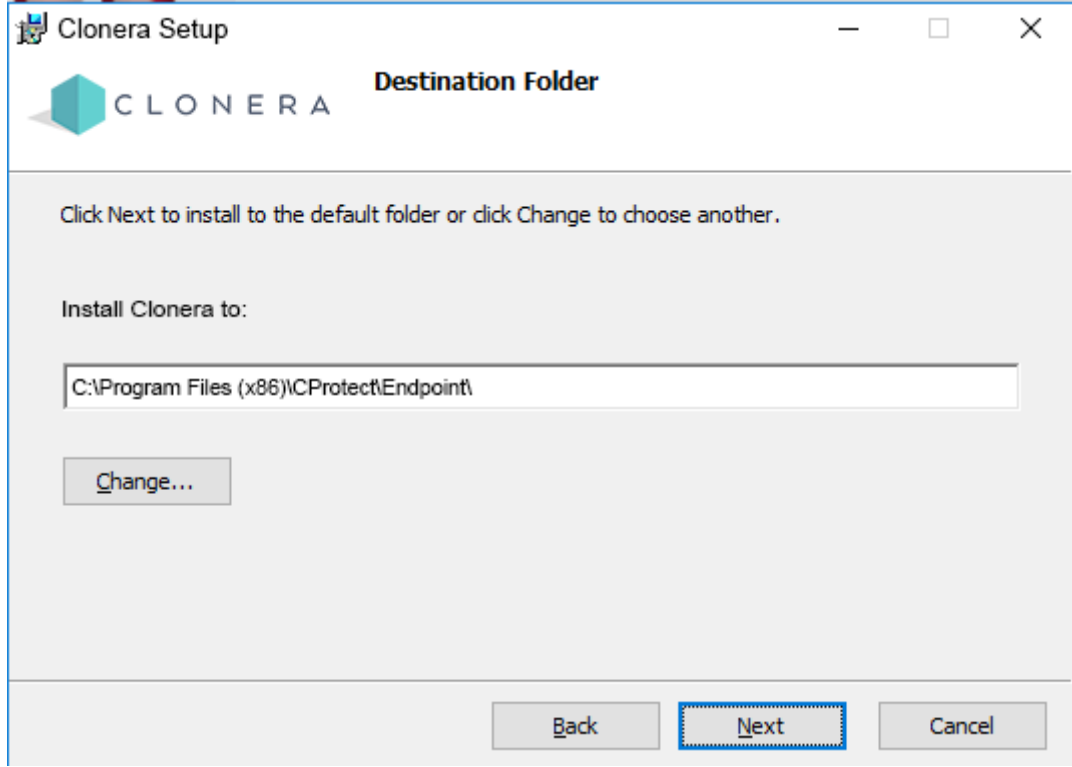 Clonera Setup
CLONERA
Destination Folder
Click Next to install to the default folder or click Change to choose another.
Install Clonera to:
C:\Program Files (x86)\CProtect\Endpoint\
Change...
Back
Next
Cancel